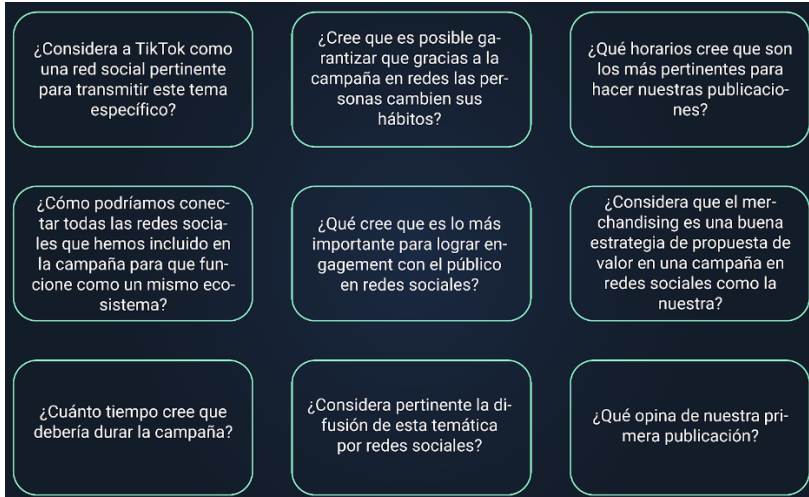 ¿Considera a TikTok como
una red social pertinente
para transmitir este tema
específico?
¿Cree que es posible ga-
rantizar que gracias a la
campaña en redes las per-
sonas cambien sus
hábitos?
¿Qué horarios cree que son
los más pertinentes para
hacer nuestras publicacio-
nes?
¿Cómo podríamos conec-
tar todas las redes socia-
les que hemos incluido en
la campaña para que fun-
cione como un mismo eco-
sistema?
¿Qué cree que es lo más
importante para lograr en-
gagement con el público
en redes sociales?
¿Considera que el mer-
chandising es una buena
estrategia de propuesta de
valor en una campaña en
redes sociales como la
nuestra?
¿Cuánto tiempo cree que
debería durar la campaña?
¿Considera pertinente la di-
fusión de esta temática
por redes sociales?
¿Qué opina de nuestra pri-
mera publicación?